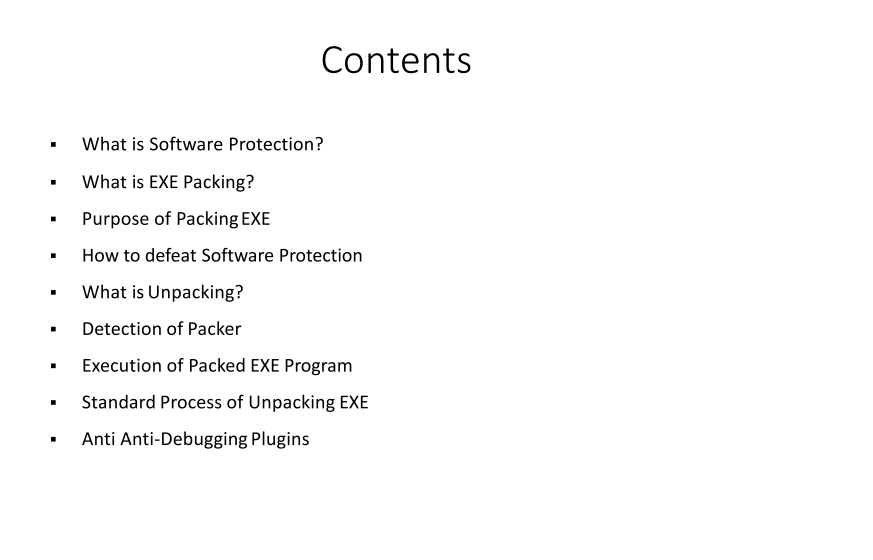 Contents
▪ What is Software Protection?
▪ What is EXE Packing?
▪ Purpose of Packing EXE
▪ How to defeat Software Protection
▪ What is Unpacking?
▪ Detection of Packer
▪ Execution of Packed EXE Program
▪ Standard Process of Unpacking EXE
▪ Anti Anti-Debugging Plugins